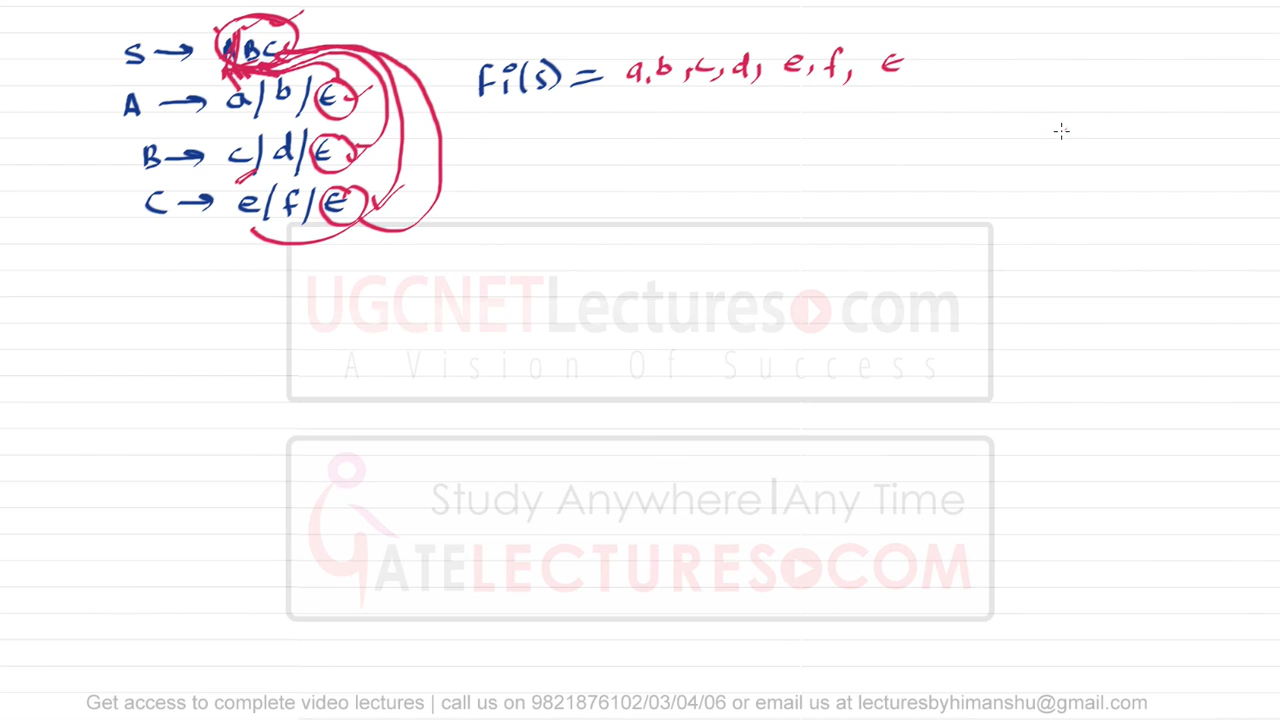 S → ABC
A → a/b/ε
B → c/d/ε
C → e/f/ε
Fi(S) = a, b, c, d, e, f, ε
UGCNETLectures.com
A Vision Of Success
Study Anywhere|Any Time
GATELECTURES.COM
Get access to complete video lectures | call us on 9821876102/03/04/06 or email us at lecturesbyhimanshu@gmail.com